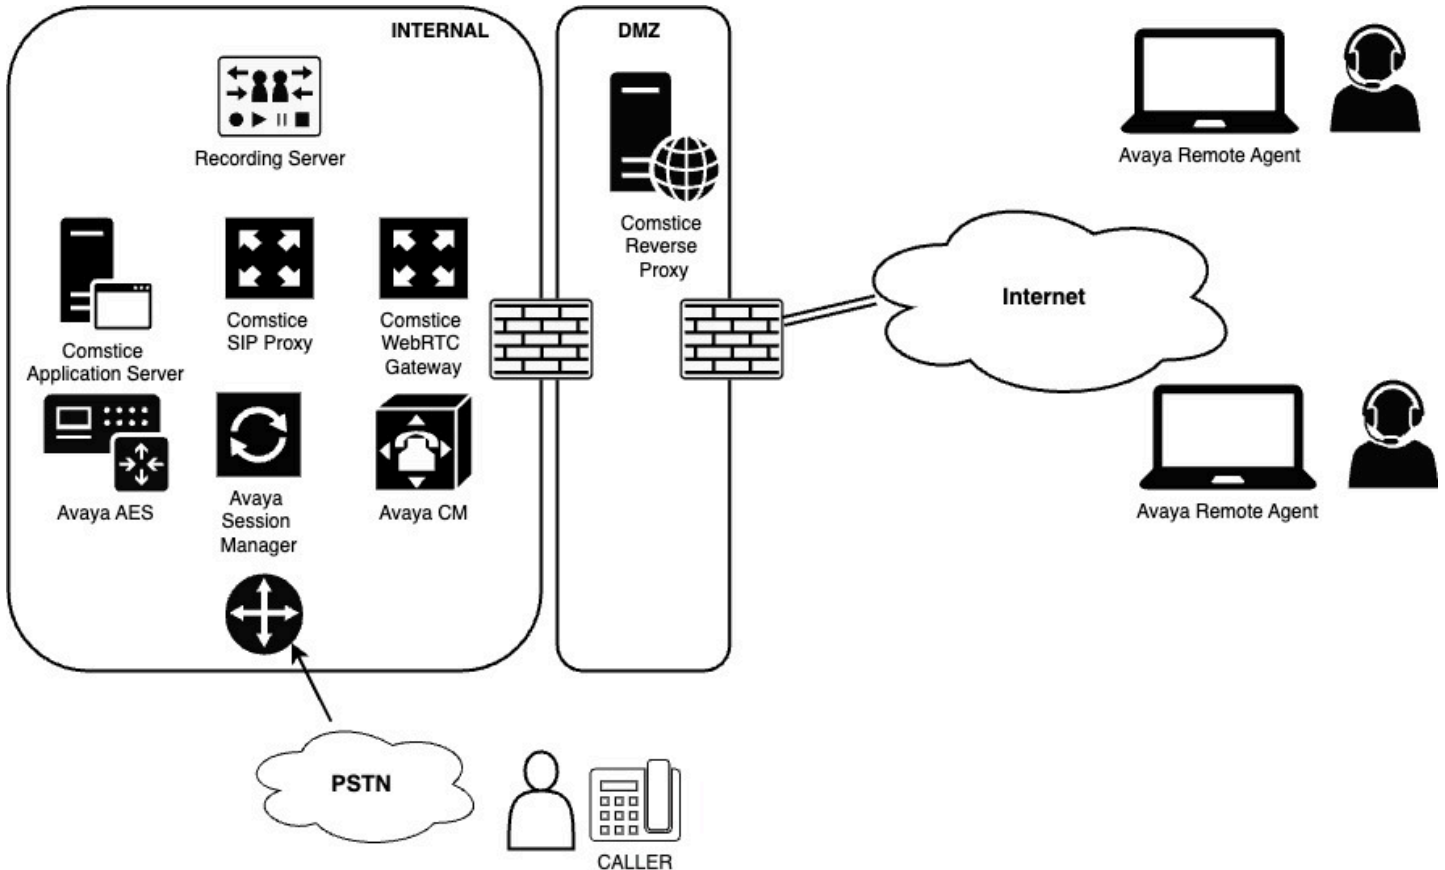 INTERNAL
DMZ
Recording Server
Avaya Remote Agent
Comstice
Reverse
Proxy
Internet
Comstice
SIP Proxy
Comstice
WebRTC
Gateway
Comstice
Application Server
Avaya AES
Avaya
Session
Manager
Avaya CM
Avaya Remote Agent
PSTN
CALLER